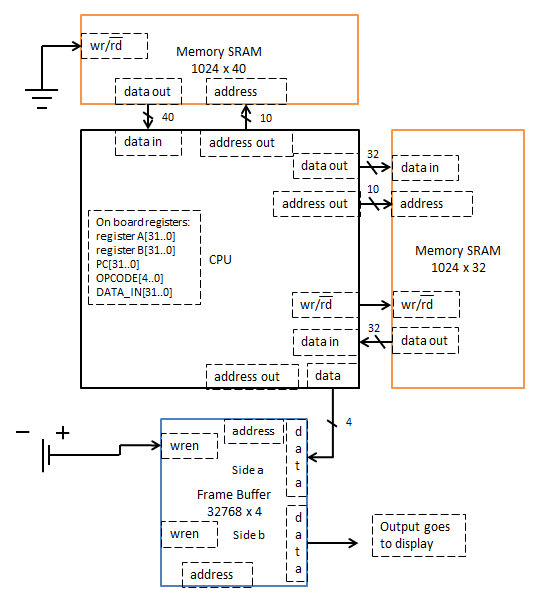 wr/rd
Memory SRAM
1024 x 40
data out
address
40
10
data in
address out
data out
32
data in
address out
10
address
On board registers:
register A[31..0]
register B[31..0]
PC[31..0]
OPCODE[4..0]
DATA_IN[31..0]
CPU
Memory SRAM
1024 x 32
wr/rd
wr/rd
data in
32
data out
address out
data
4
− +
wren
address
data
Side a
Frame Buffer
32768 x 4
wren
Side b
data
address
Output goes
to display